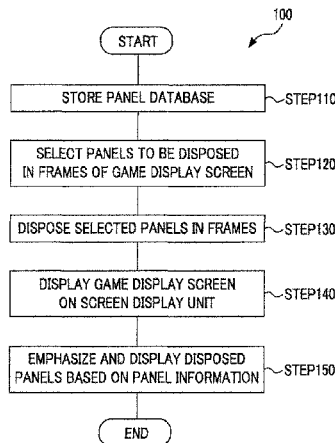 100
START
STORE PANEL DATABASE
STEP110
SELECT PANELS TO BE DISPOSED
IN FRAMES OF GAME DISPLAY SCREEN
STEP120
DISPOSE SELECTED PANELS IN FRAMES
STEP130
DISPLAY GAME DISPLAY SCREEN
ON SCREEN DISPLAY UNIT
STEP140
EMPHASIZE AND DISPLAY DISPOSED
PANELS BASED ON PANEL INFORMATION
STEP150
END